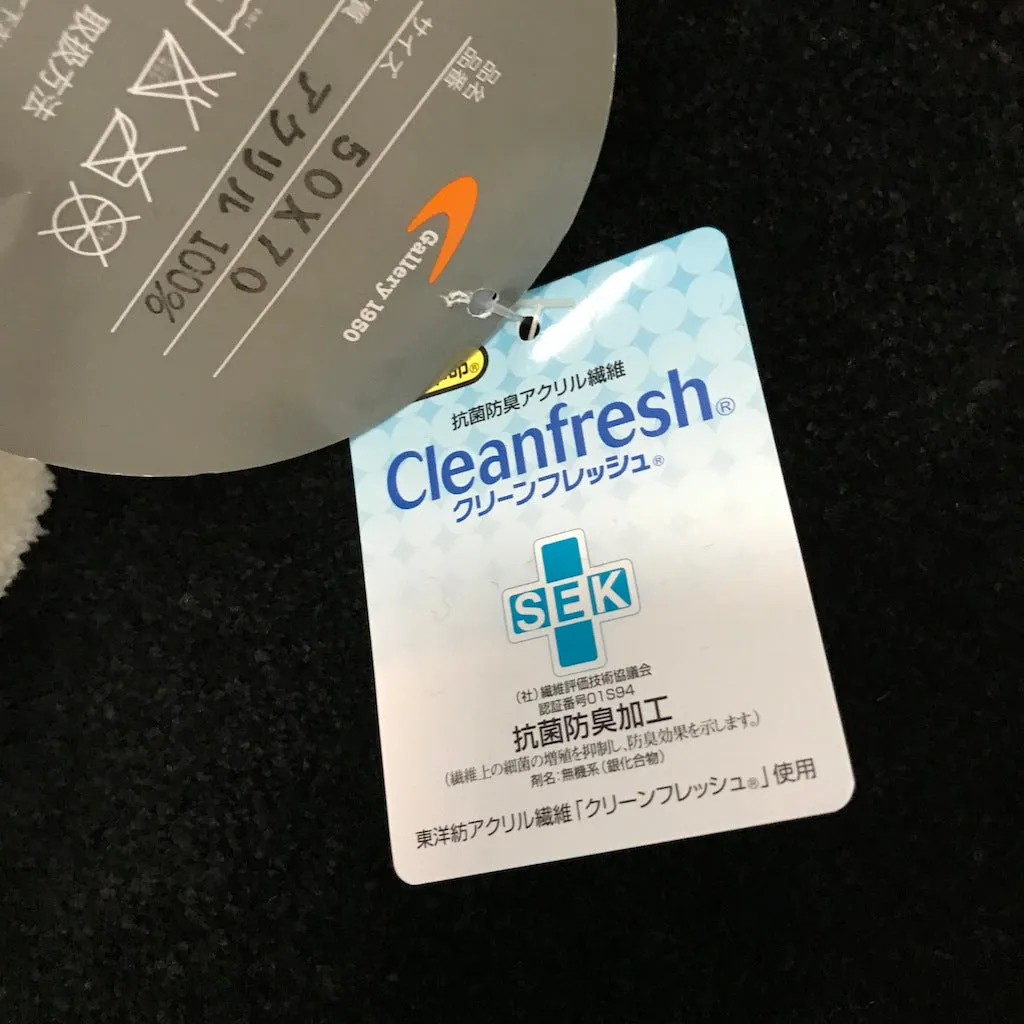 取扱方法
質
アクリル 100%
サイズ
50X70
品番
品名
Gallery 1950
抗菌防臭アクリル繊維
Cleanfresh®
クリーンフレッシュ®
SEK
(社)繊維評価技術協議会
認証番号01S94
抗菌防臭加工
(繊維上の細菌の増殖を抑制し、防臭効果を示します。)
剤名:無機系(銀化合物)
東洋紡アクリル繊維「クリーンフレッシュ®」使用